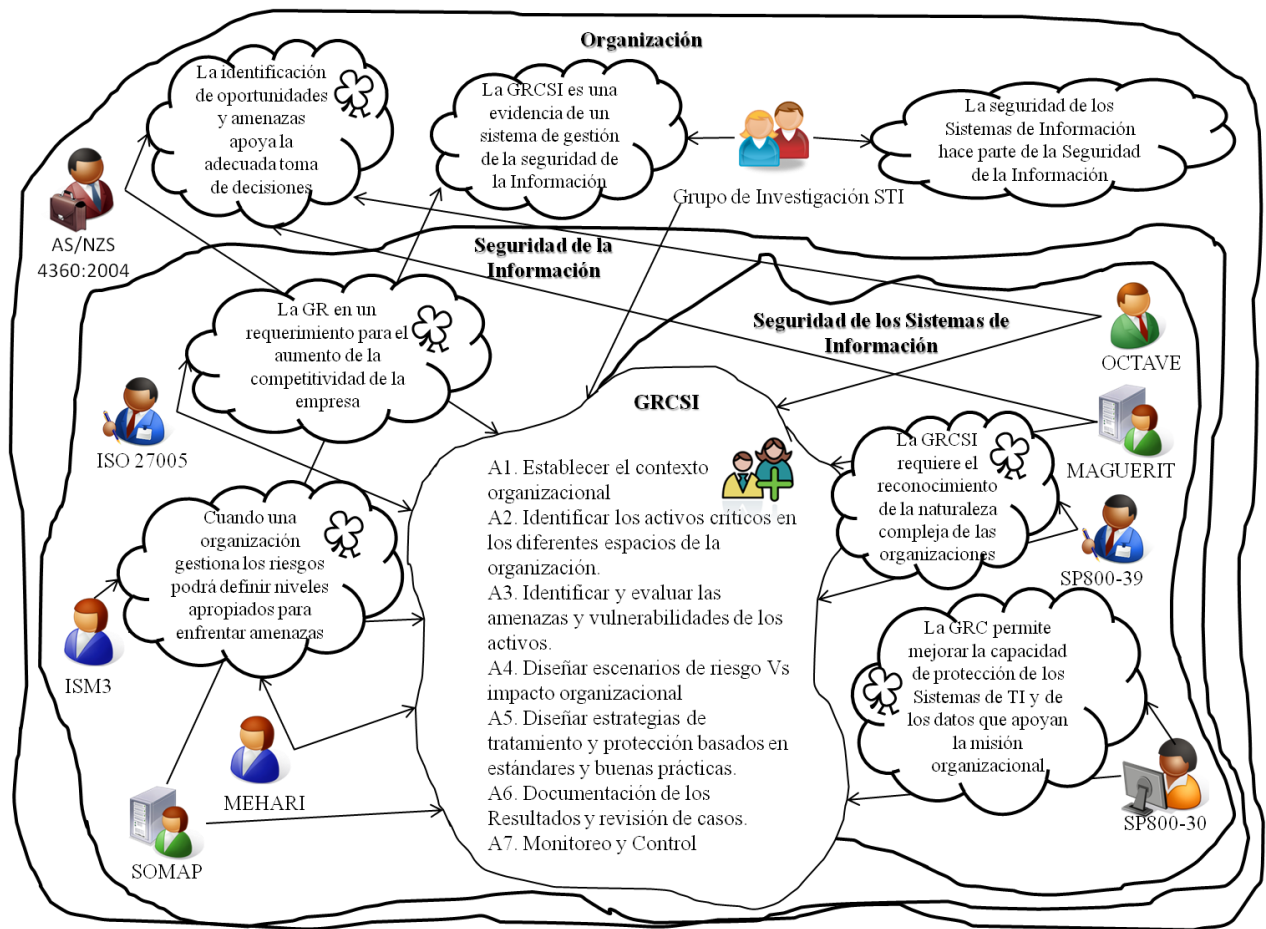 Organización
La identificación
de oportunidades
y amenazas
apoya la
adecuada toma
de decisiones
La GRCSI es una
evidencia de un
sistema de gestión
de la seguridad de
la Información
Grupo de Investigación STI
La seguridad de los
Sistemas de Información
hace parte de la Seguridad
de la Información
AS/NZS
4360:2004
Seguridad de la
Información
La GR en un
requerimiento para el
aumento de la
competitividad de la
empresa
Seguridad de los Sistemas de
Información
OCTAVE
MAGUERIT
ISO 27005
GRCSI
A1. Establecer el contexto
organizacional
A2. Identificar los activos críticos en
los diferentes espacios de la
organización.
A3. Identificar y evaluar las
amenazas y vulnerabilidades de los
activos.
A4. Diseñar escenarios de riesgo Vs
impacto organizacional
A5. Diseñar estrategias de
tratamiento y protección basados en
estándares y buenas prácticas.
A6. Documentación de los
Resultados y revisión de casos.
A7. Monitoreo y Control
La GRCSI
requiere el
reconocimiento
de la naturaleza
compleja de las
organizaciones
SP800-39
Cuando una
organización
gestiona los riesgos
podrá definir niveles
apropiados para
enfrentar amenazas
ISM3
La GRC permite
mejorar la capacidad
de protección de los
Sistemas de TI y de
los datos que apoyan
la misión
organizacional
SP800-30
MEHARI
SOMAP